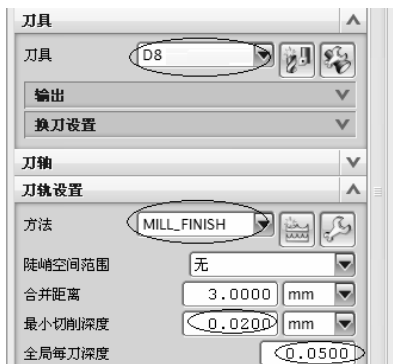 刀具
刀具 D8
输出
换刀设置
刀轴
刀轨设置
方法 MILL_FINISH
陡峭空间范围 无
合并距离 3.0000 mm
最小切削深度 0.0200 mm
全局每刀深度 0.0500